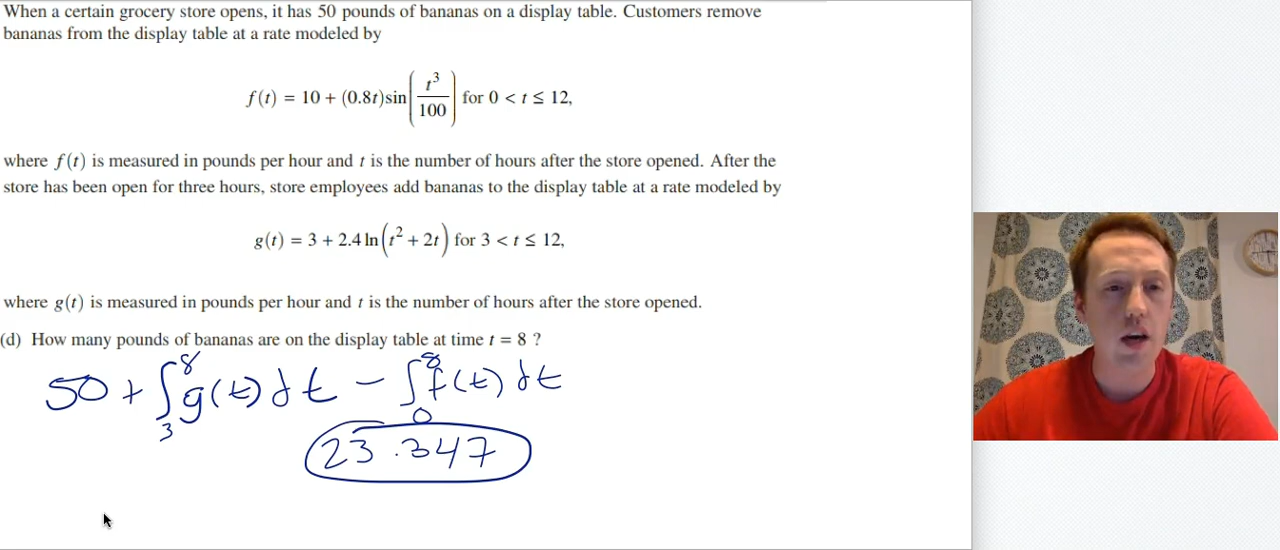 When a certain grocery store opens, it has 50 pounds of bananas on a display table. Customers remove
bananas from the display table at a rate modeled by
f(t) = 10 + (0.8t)sin(t³/100) for 0 < t ≤ 12,
where f(t) is measured in pounds per hour and t is the number of hours after the store opened. After the
store has been open for three hours, store employees add bananas to the display table at a rate modeled by
g(t) = 3 + 2.4 ln(t² + 2t) for 3 < t ≤ 12,
where g(t) is measured in pounds per hour and t is the number of hours after the store opened.
(d) How many pounds of bananas are on the display table at time t = 8 ?
50 + ∫₃⁸ g(t) dt − ∫₀⁸ f(t) dt
23.347